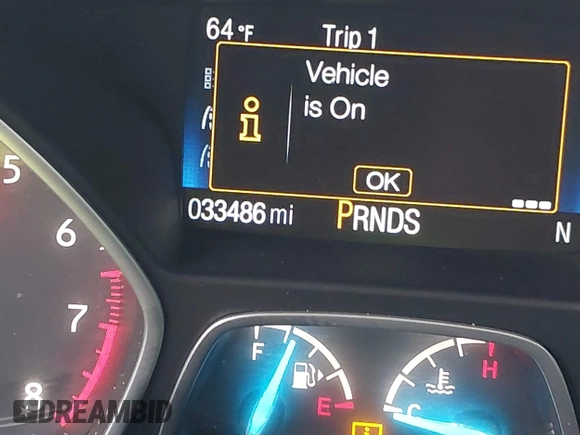 64 °F Trip 1
Vehicle
is On
OK
033486 mi PRNDS N
5
6
7
8
F E
H C
DREAMBID